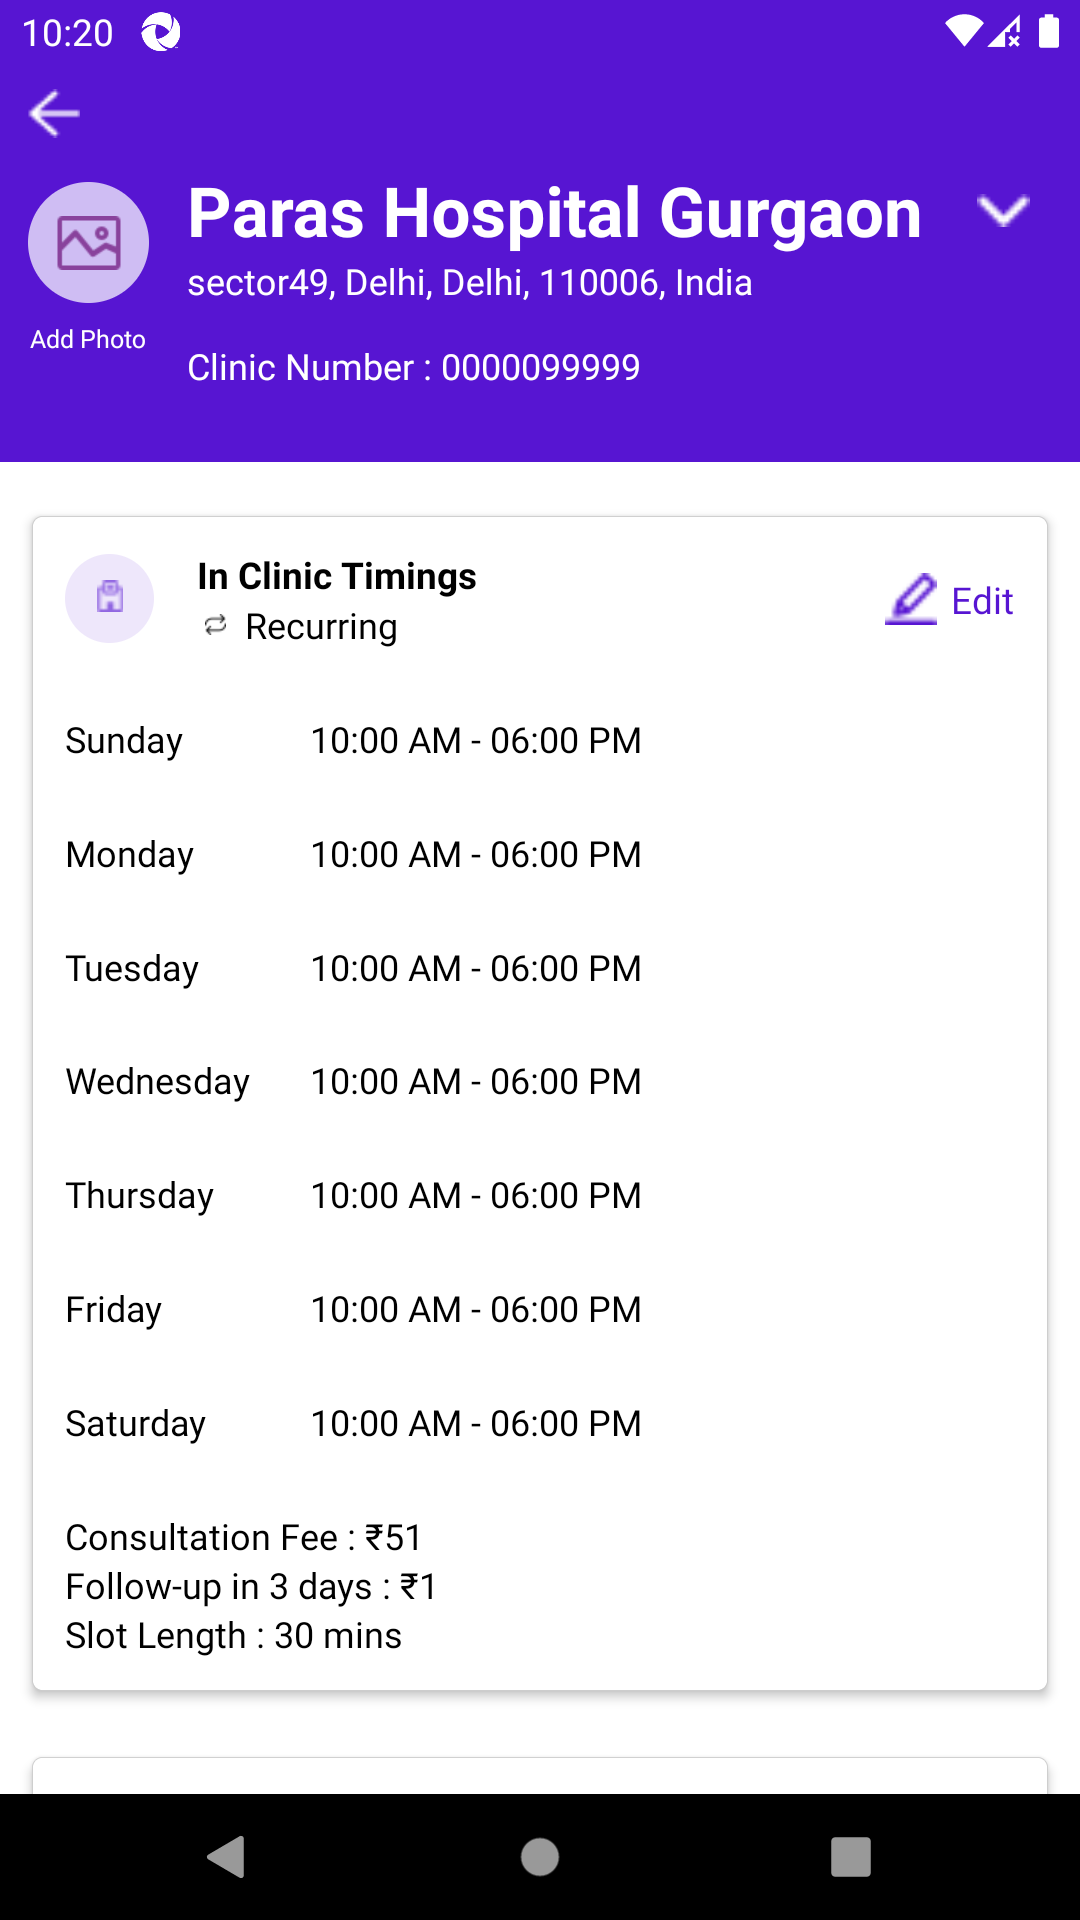 10:20
Paras Hospital Gurgaon
sector49, Delhi, Delhi, 110006, India
Add Photo
Clinic Number : 0000099999
In Clinic Timings
Recurring
Edit
Sunday 10:00 AM - 06:00 PM
Monday 10:00 AM - 06:00 PM
Tuesday 10:00 AM - 06:00 PM
Wednesday 10:00 AM - 06:00 PM
Thursday 10:00 AM - 06:00 PM
Friday 10:00 AM - 06:00 PM
Saturday 10:00 AM - 06:00 PM
Consultation Fee : ₹51
Follow-up in 3 days : ₹1
Slot Length : 30 mins